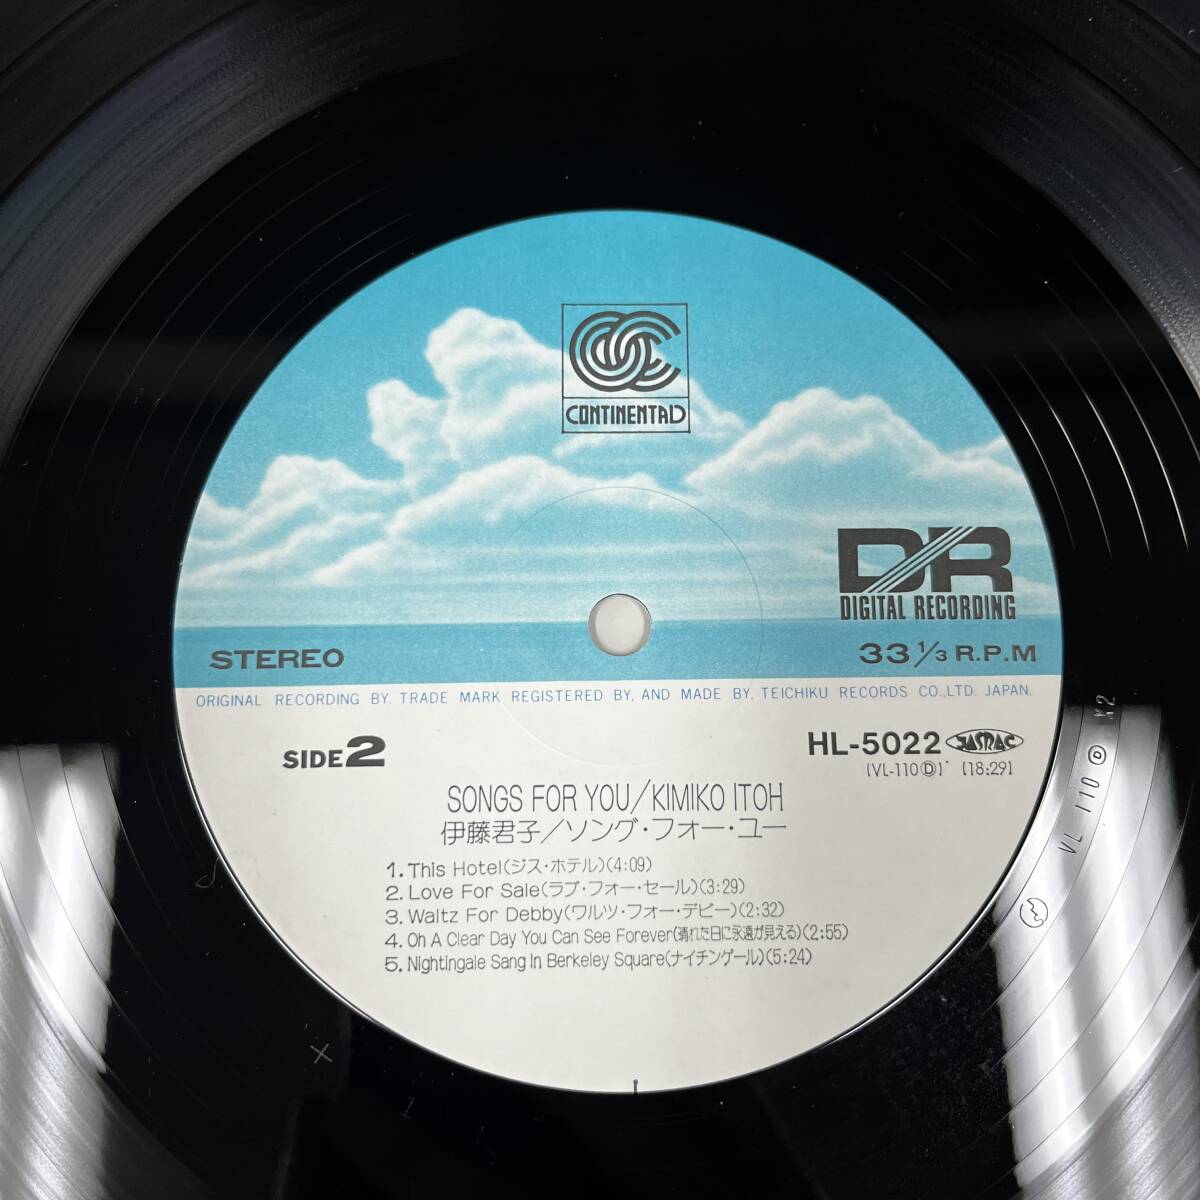 CONTINENTAL
DR
DIGITAL RECORDING
STEREO
33 1/3 R.P.M
ORIGINAL RECORDING BY. TRADE MARK REGISTERED BY, AND MADE BY, TEICHIKU RECORDS CO.,LTD. JAPAN.
SIDE 2
HL-5022 JASRAC
(VL-110Ⓓ)* (18:29)
SONGS FOR YOU/KIMIKO ITOH
伊藤君子/ソング・フォー・ユー
1. This Hotel(ジス・ホテル)(4:09)
2. Love For Sale(ラブ・フォー・セール)(3:29)
3. Waltz For Debby(ワルツ・フォー・デビー)(2:32)
4. Oh A Clear Day You Can See Forever(晴れた日に永遠が見える)(2:55)
5. Nightingale Sang In Berkeley Square(ナイチンゲール)(5:24)
VL 110 Ⓓ X2